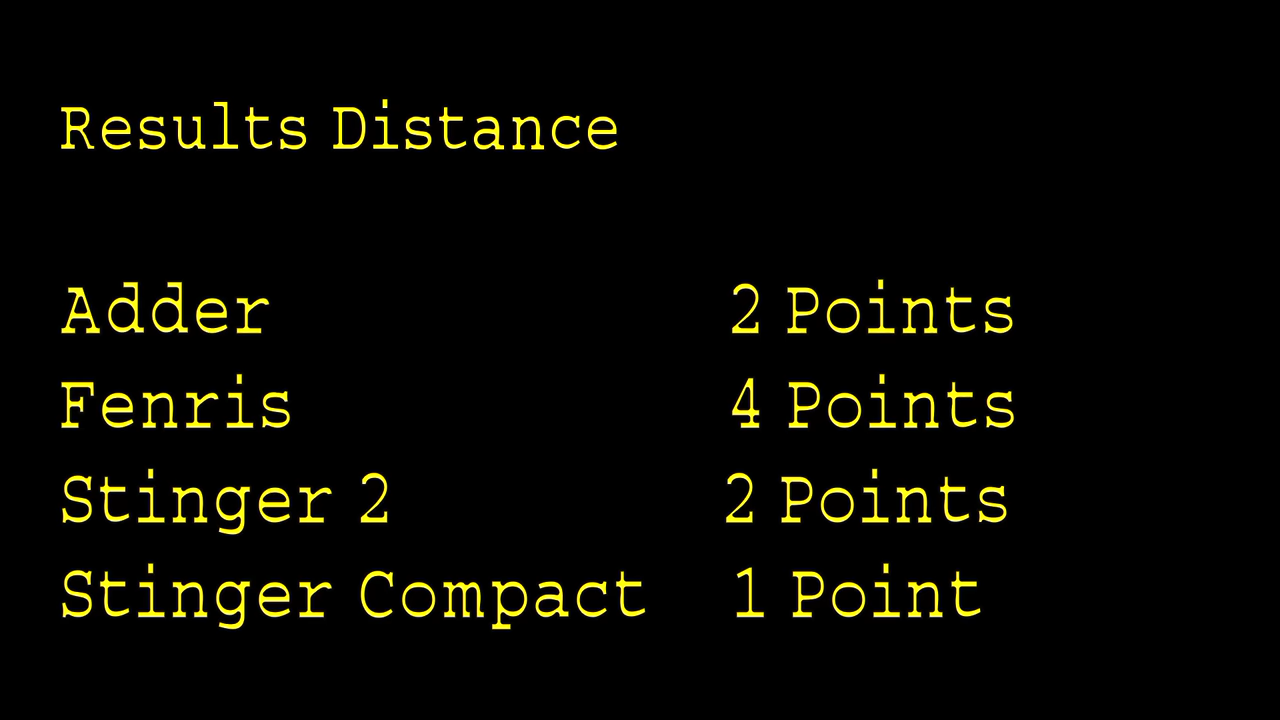 Results Distance
Adder 2 Points
Fenris 4 Points
Stinger 2 2 Points
Stinger Compact 1 Point